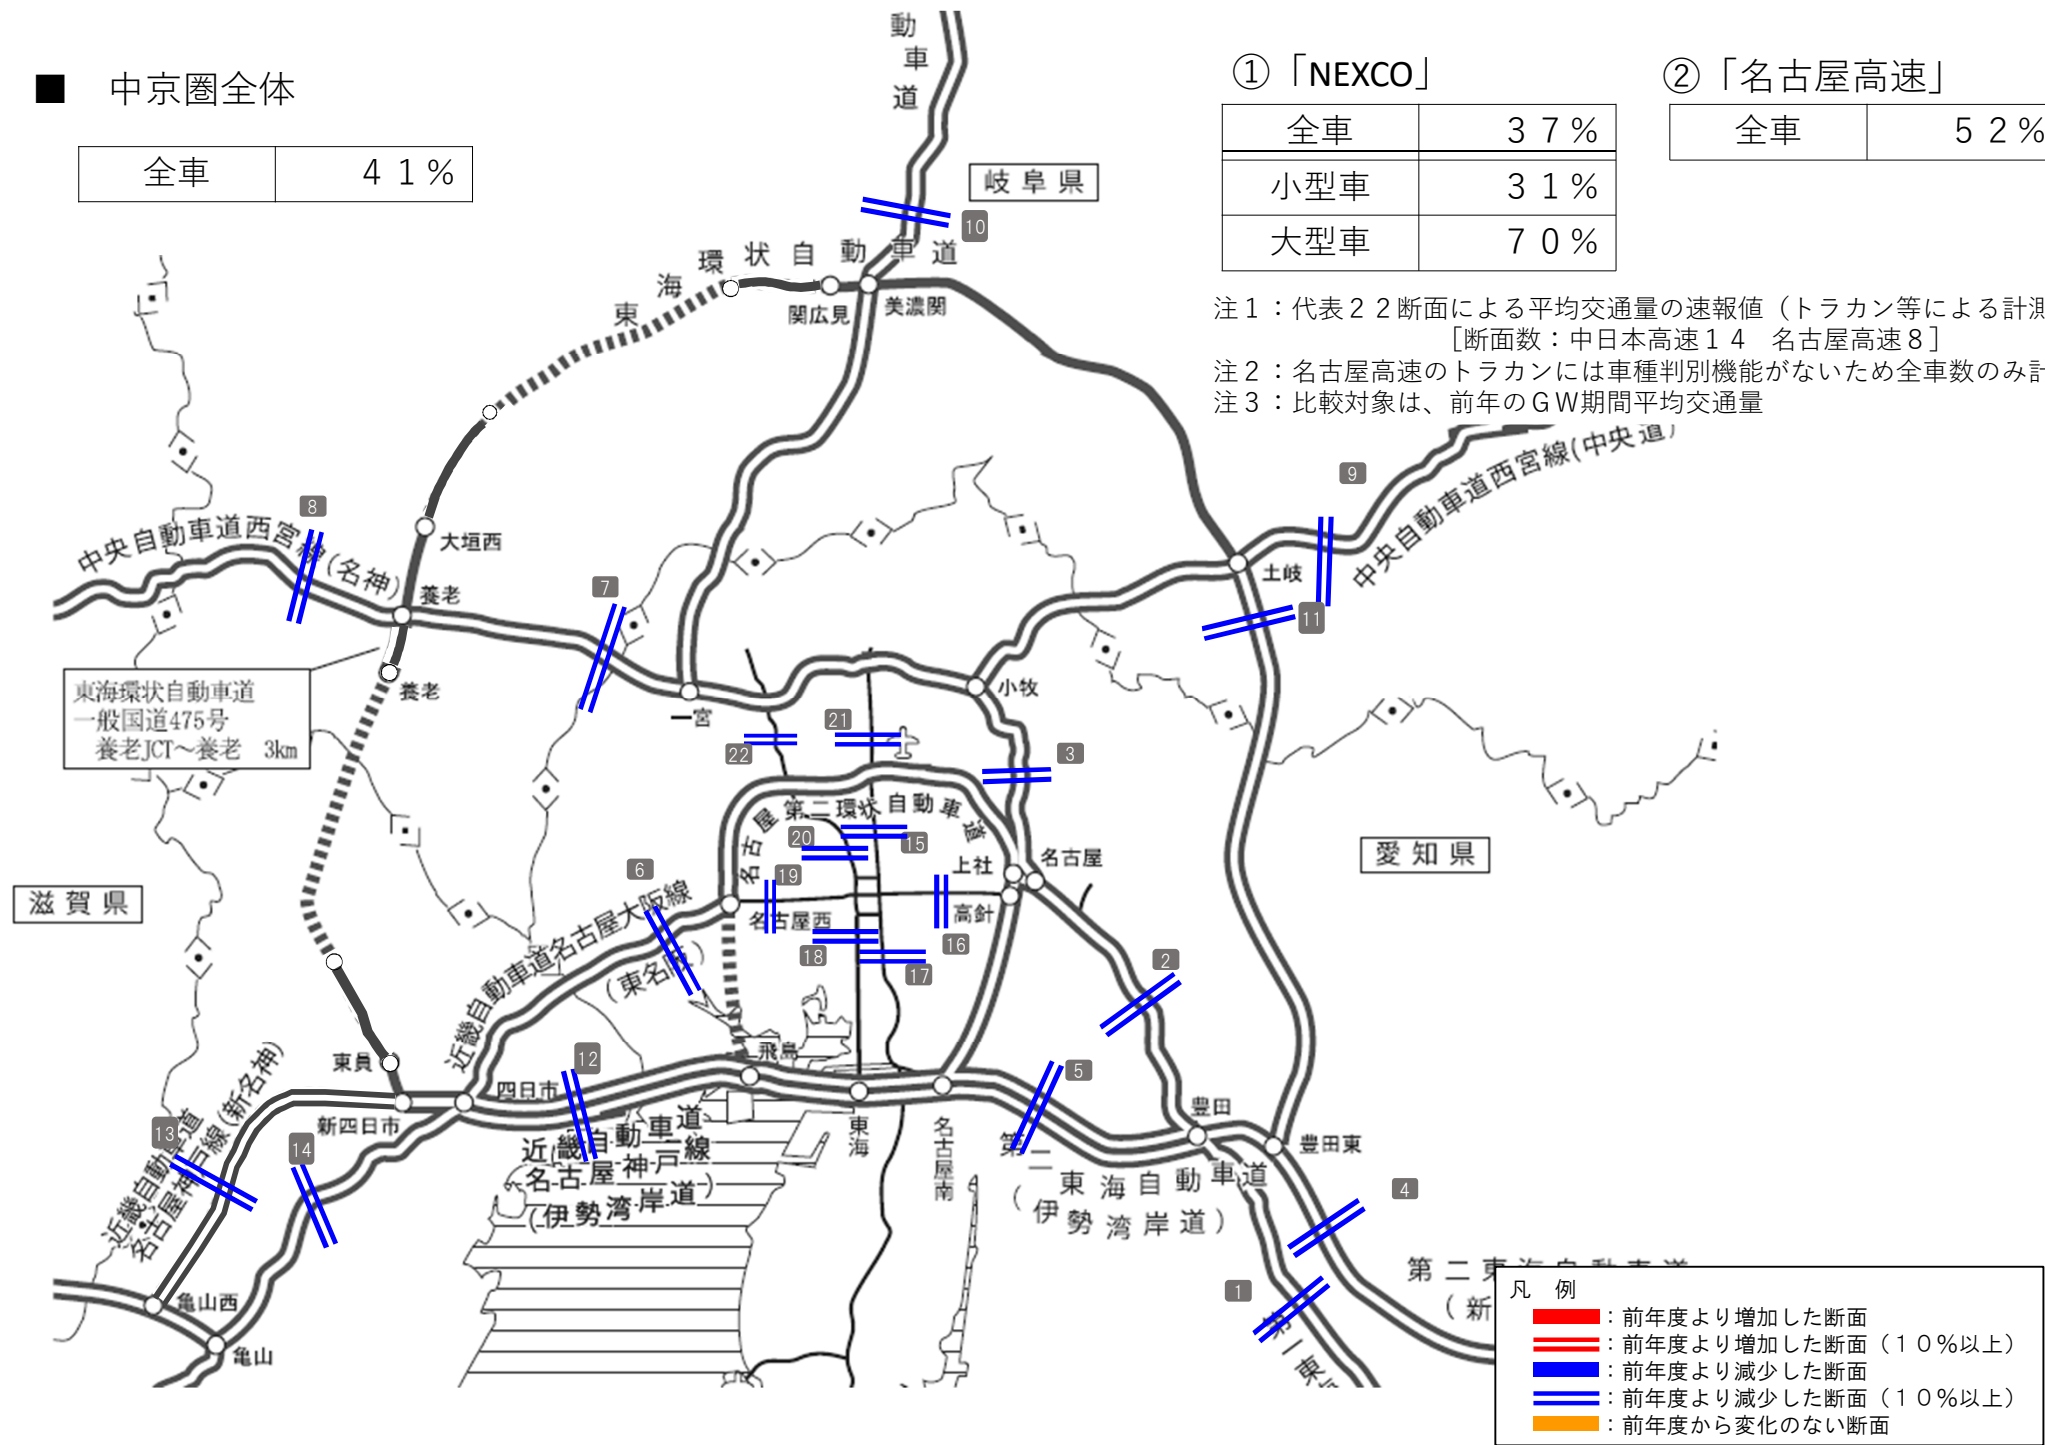 ■ 中京圏全体
全車 ４１％
①「NEXCO」
全車 ３７％
小型車 ３１％
大型車 ７０％
②「名古屋高速」
全車 ５２％
注１：代表２２断面による平均交通量の速報値（トラカン等による計測
［断面数：中日本高速１４ 名古屋高速８］
注２：名古屋高速のトラカンには車種判別機能がないため全車数のみ計
注３：比較対象は、前年のＧＷ期間平均交通量
動車道
岐阜県
10
東海環状自動車道
関広見
美濃関
中央自動車道西宮線(中央道)
9
8
中央自動車道西宮線(名神)
大垣西
養老
7
土岐
11
東海環状自動車道
一般国道475号
養老JCT～養老 3km
養老
一宮
小牧
21
22
3
名古屋第二環状自動車道
20
15
上社
名古屋
愛知県
6
19
滋賀県
名古屋西
高針
16
近畿自動車道名古屋大阪線
(東名阪)
18
17
2
東員
飛島
12
四日市
5
新四日市
豊田
豊田東
13
14
近畿自動車道
名古屋神戸線(新名神)
近畿自動車道
名古屋神戸線
(伊勢湾岸道)
東海
名古屋南
第二東海自動車道
(伊勢湾岸道)
4
1
亀山西
亀山
第一東
第二東海自動車道
(新
凡 例
：前年度より増加した断面
：前年度より増加した断面（１０％以上）
：前年度より減少した断面
：前年度より減少した断面（１０％以上）
：前年度から変化のない断面